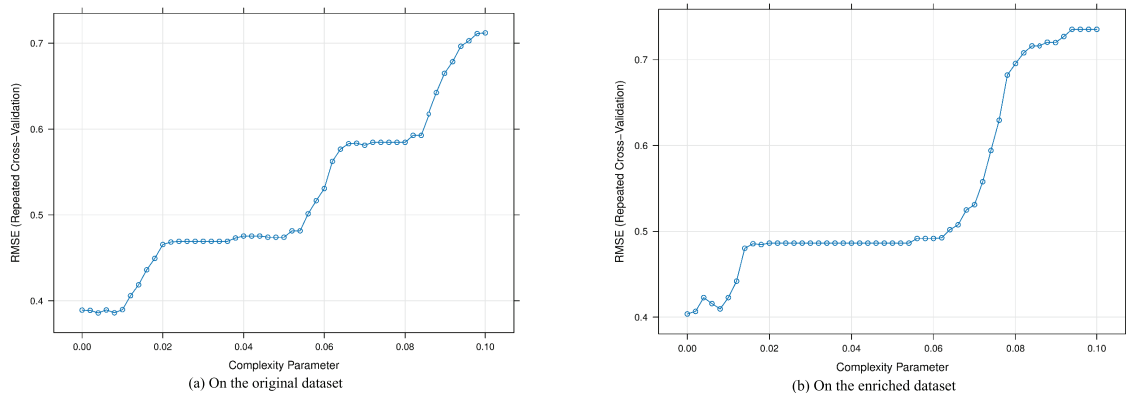 RMSE (Repeated Cross−Validation)
0.7
0.6
0.5
0.4
0.00 0.02 0.04 0.06 0.08 0.10
Complexity Parameter
(a) On the original dataset
RMSE (Repeated Cross−Validation)
0.7
0.6
0.5
0.4
0.00 0.02 0.04 0.06 0.08 0.10
Complexity Parameter
(b) On the enriched dataset